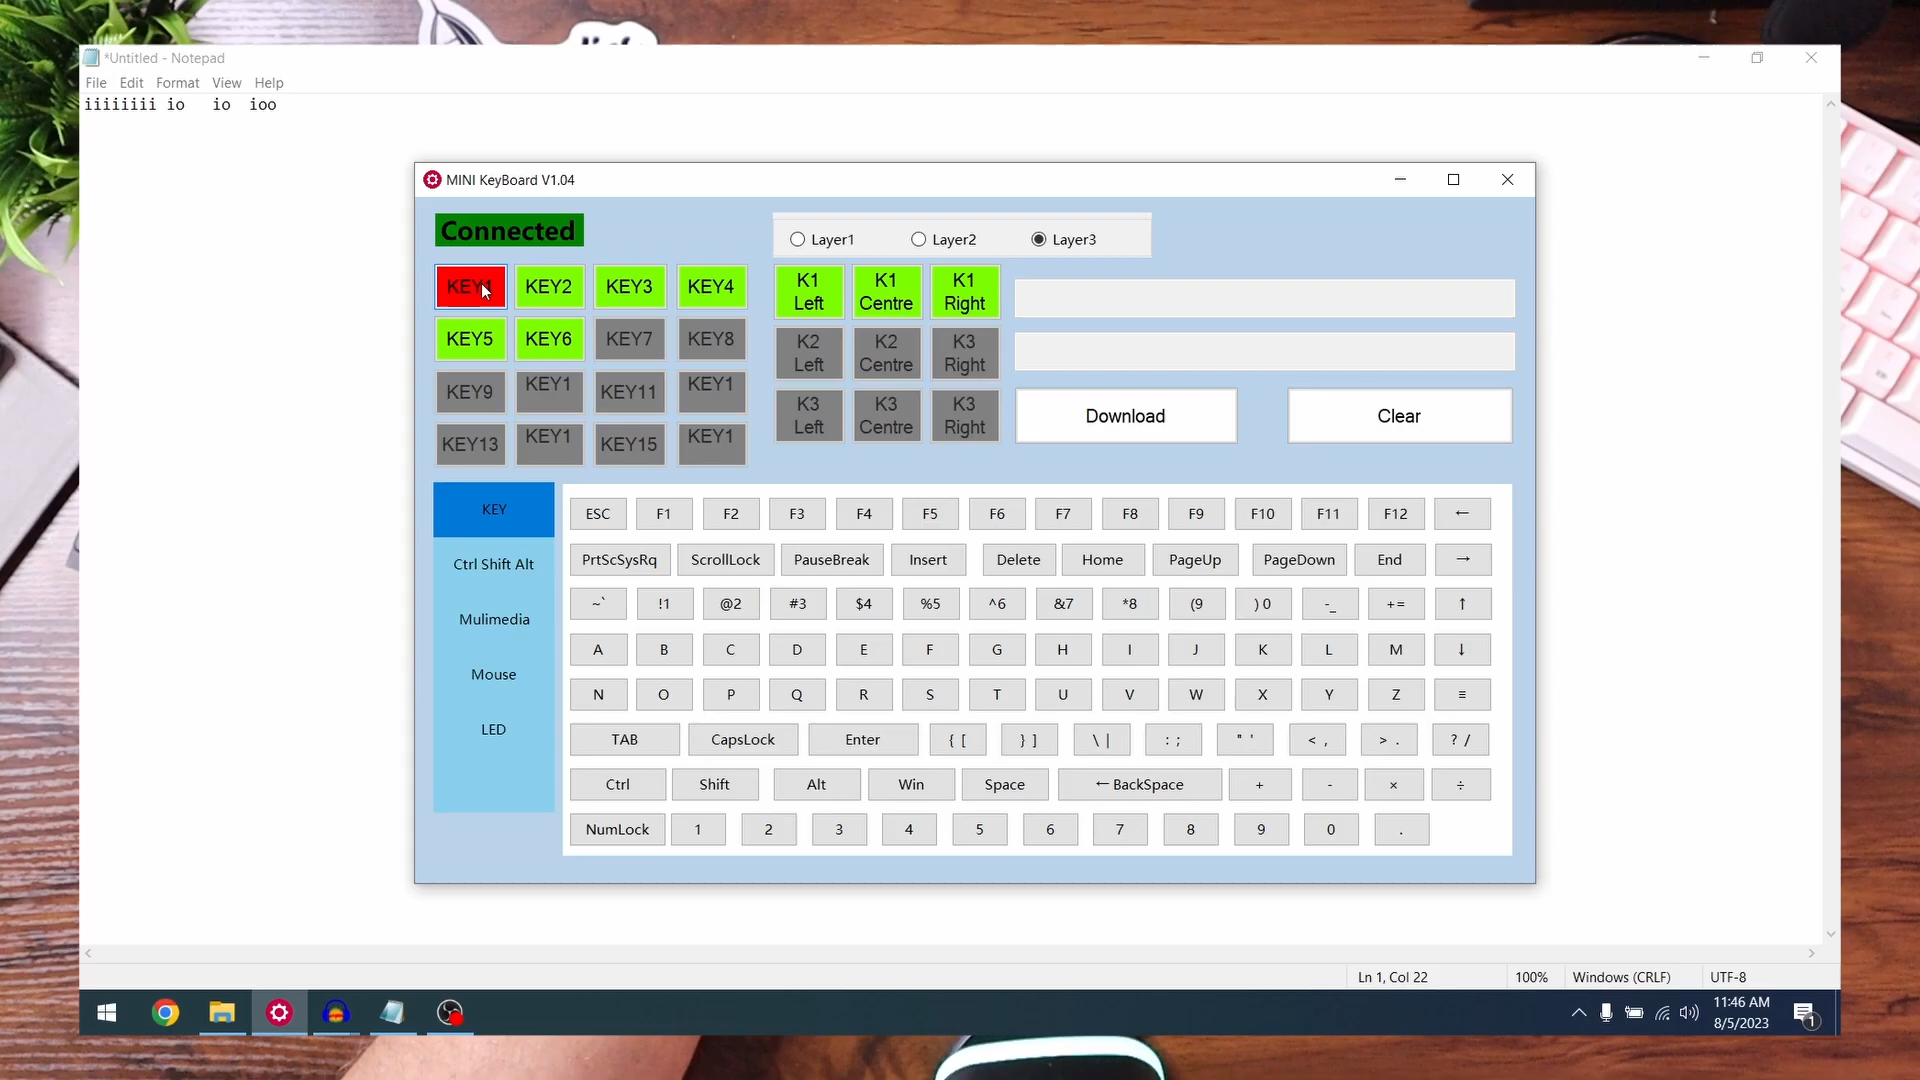 *Untitled - Notepad
File Edit Format View Help
iiiiiiii io   io  ioo
MINI KeyBoard V1.04
Connected
Layer1 Layer2 Layer3
KEY1 KEY2 KEY3 KEY4
KEY5 KEY6 KEY7 KEY8
KEY9 KEY1 KEY11 KEY1
KEY13 KEY1 KEY15 KEY1
K1 Left K1 Centre K1 Right
K2 Left K2 Centre K3 Right
K3 Left K3 Centre K3 Right
Download Clear
KEY
Ctrl Shift Alt
Mulimedia
Mouse
LED
ESC F1 F2 F3 F4 F5 F6 F7 F8 F9 F10 F11 F12 ←
PrtScSysRq ScrollLock PauseBreak Insert Delete Home PageUp PageDown End →
~` !1 @2 #3 $4 %5 ^6 &7 *8 (9 )0 -_ += ↑
A B C D E F G H I J K L M ↓
N O P Q R S T U V W X Y Z ≡
TAB CapsLock Enter { [ } ] \ | : ; " ' < , > . ? /
Ctrl Shift Alt Win Space ←BackSpace + - × ÷
NumLock 1 2 3 4 5 6 7 8 9 0 .
Ln 1, Col 22 100% Windows (CRLF) UTF-8
11:46 AM
8/5/2023
1